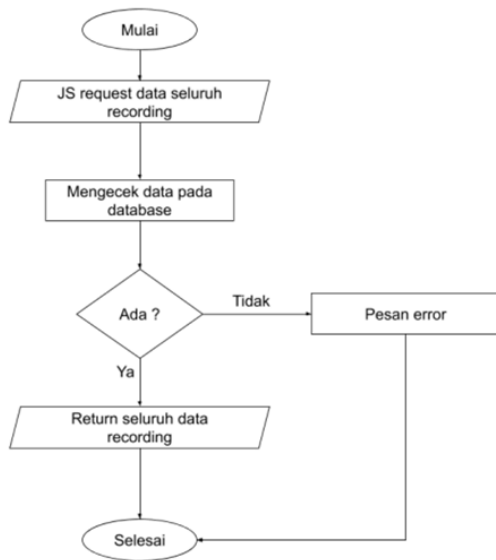 Mulai
JS request data seluruh
recording
Mengecek data pada
database
Ada ?
Tidak
Pesan error
Ya
Return seluruh data
recording
Selesai